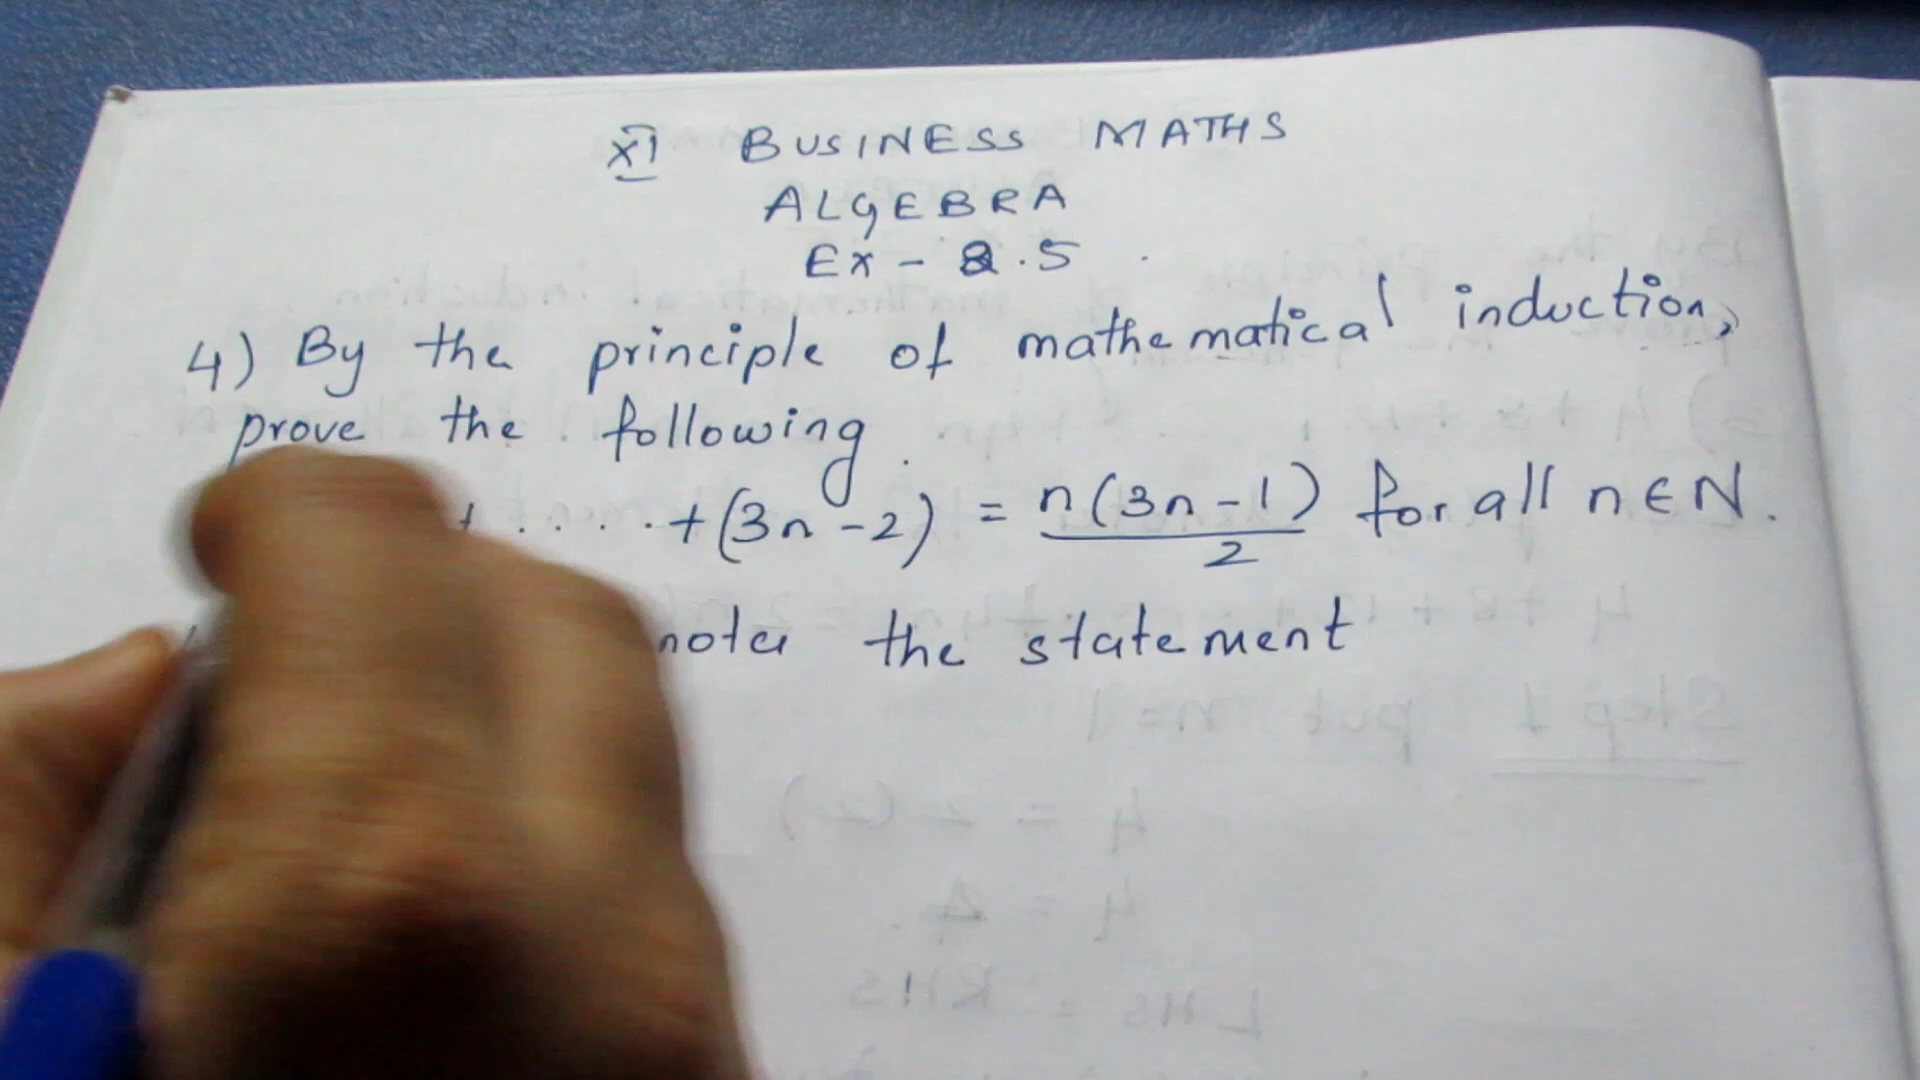 XI BUSINESS MATHS
ALGEBRA
Ex - 2.5
4) By the principle of mathematical induction,
prove the following.
+ . . . . + (3n - 2) = n(3n - 1)/2 for all n ∈ N.
the statement